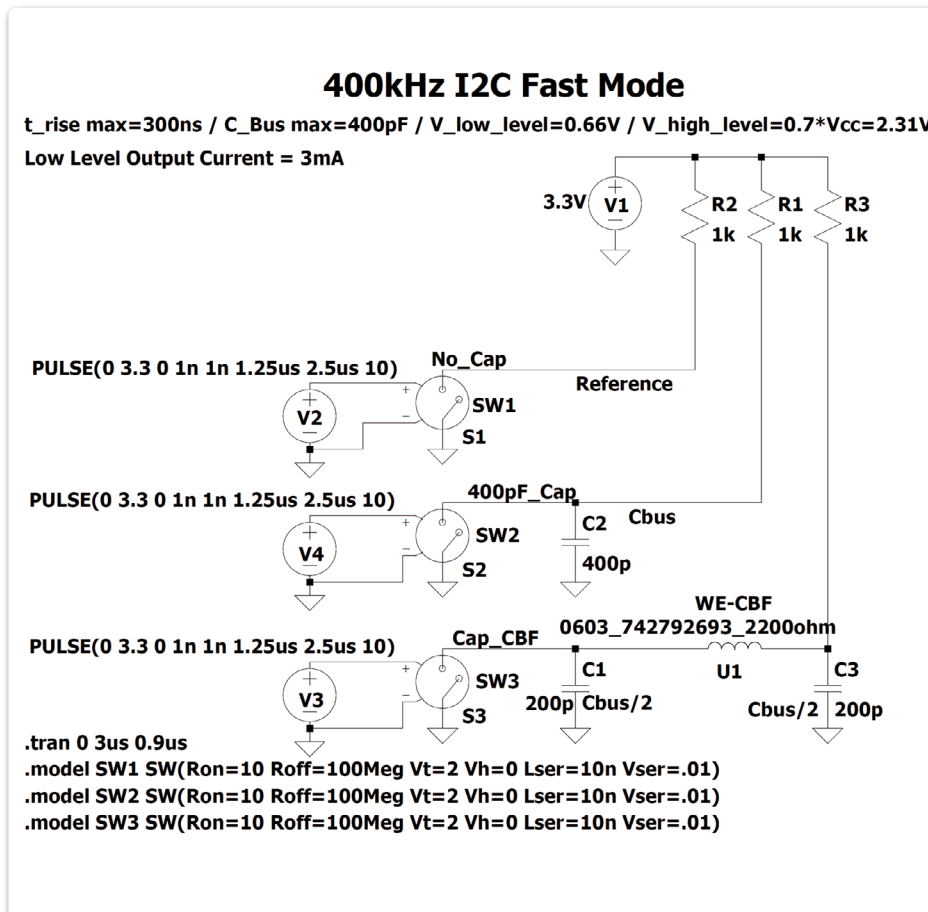 400kHz I2C Fast Mode
t_rise max=300ns / C_Bus max=400pF / V_low_level=0.66V / V_high_level=0.7*Vcc=2.31V
Low Level Output Current = 3mA
3.3V
V1
R2
1k
R1
1k
R3
1k
PULSE(0 3.3 0 1n 1n 1.25us 2.5us 10)
V2
No_Cap
SW1
S1
Reference
PULSE(0 3.3 0 1n 1n 1.25us 2.5us 10)
V4
400pF_Cap
SW2
S2
Cbus
C2
400p
PULSE(0 3.3 0 1n 1n 1.25us 2.5us 10)
V3
Cap_CBF
SW3
S3
WE-CBF
0603_742792693_2200ohm
U1
C1
200p Cbus/2
C3
Cbus/2 200p
.tran 0 3us 0.9us
.model SW1 SW(Ron=10 Roff=100Meg Vt=2 Vh=0 Lser=10n Vser=.01)
.model SW2 SW(Ron=10 Roff=100Meg Vt=2 Vh=0 Lser=10n Vser=.01)
.model SW3 SW(Ron=10 Roff=100Meg Vt=2 Vh=0 Lser=10n Vser=.01)